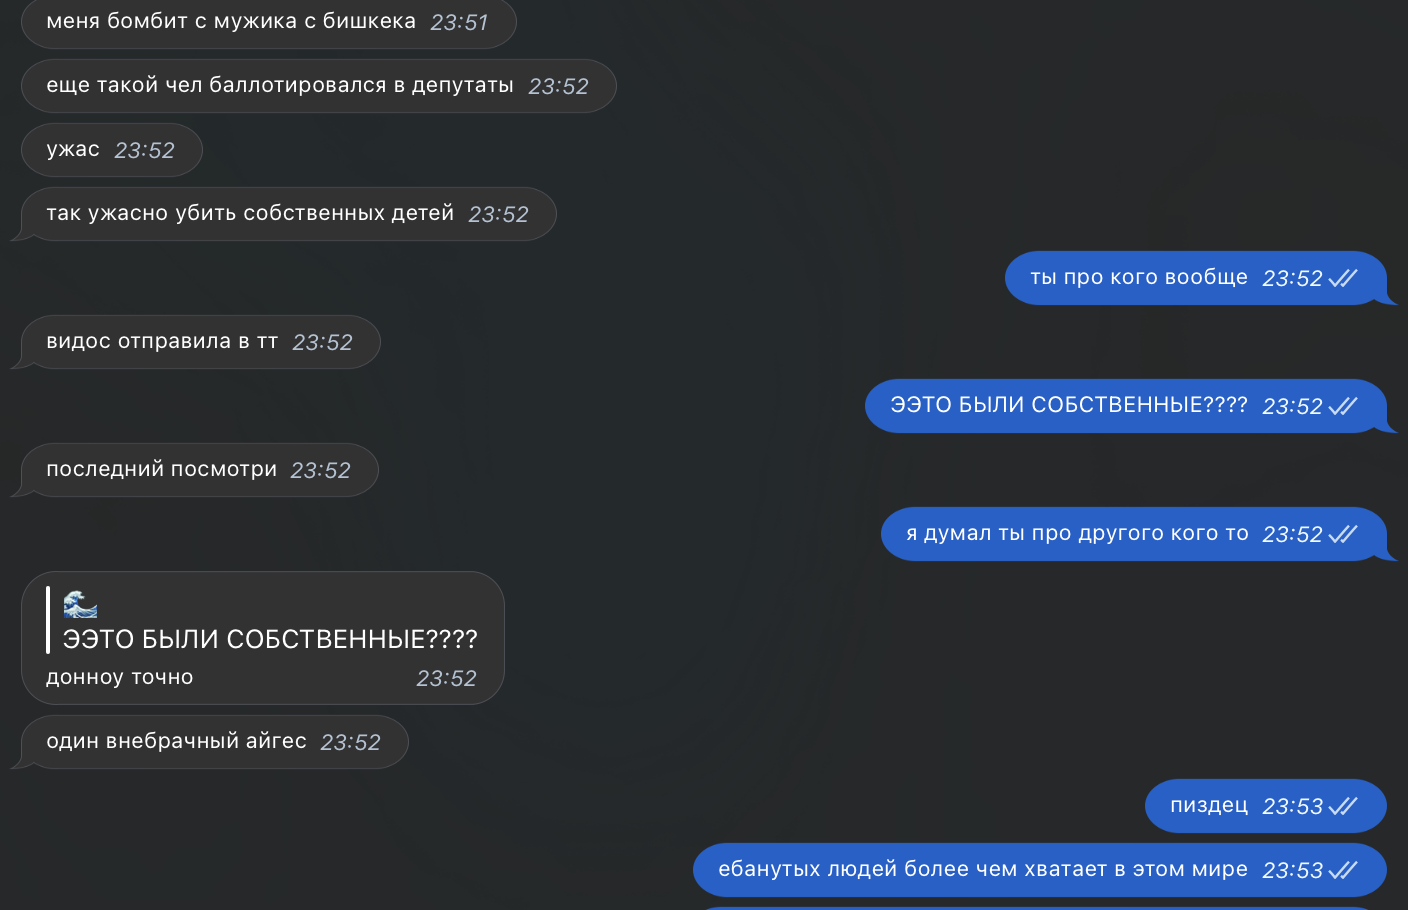 меня бомбит с мужика с бишкека 23:51
еще такой чел баллотировался в депутаты 23:52
ужас 23:52
так ужасно убить собственных детей 23:52
ты про кого вообще 23:52
видос отправила в тт 23:52
ЭЭТО БЫЛИ СОБСТВЕННЫЕ???? 23:52
последний посмотри 23:52
я думал ты про другого кого то 23:52
🌊
ЭЭТО БЫЛИ СОБСТВЕННЫЕ????
донноу точно 23:52
один внебрачный айгес 23:52
пиздец 23:53
ебанутых людей более чем хватает в этом мире 23:53